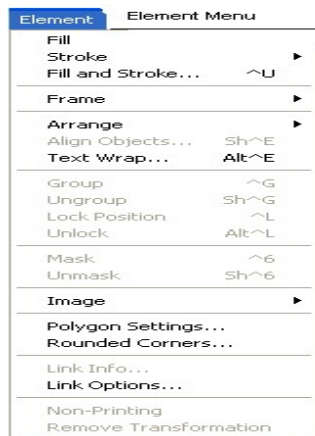 Element Element Menu
Fill
Stroke
Fill and Stroke... ^U
Frame
Arrange
Align Objects... Sh^E
Text Wrap... Alt^E
Group ^G
Ungroup Sh^G
Lock Position ^L
Unlock Alt^L
Mask ^6
Unmask Sh^6
Image
Polygon Settings...
Rounded Corners...
Link Info...
Link Options...
Non-Printing
Remove Transformation